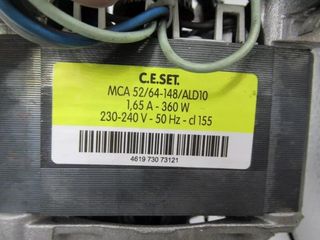 C.E.SET.
MCA 52/64-148/ALD10
1,65 A - 360 W
230-240 V - 50 Hz - cl 155
4619 730 73121